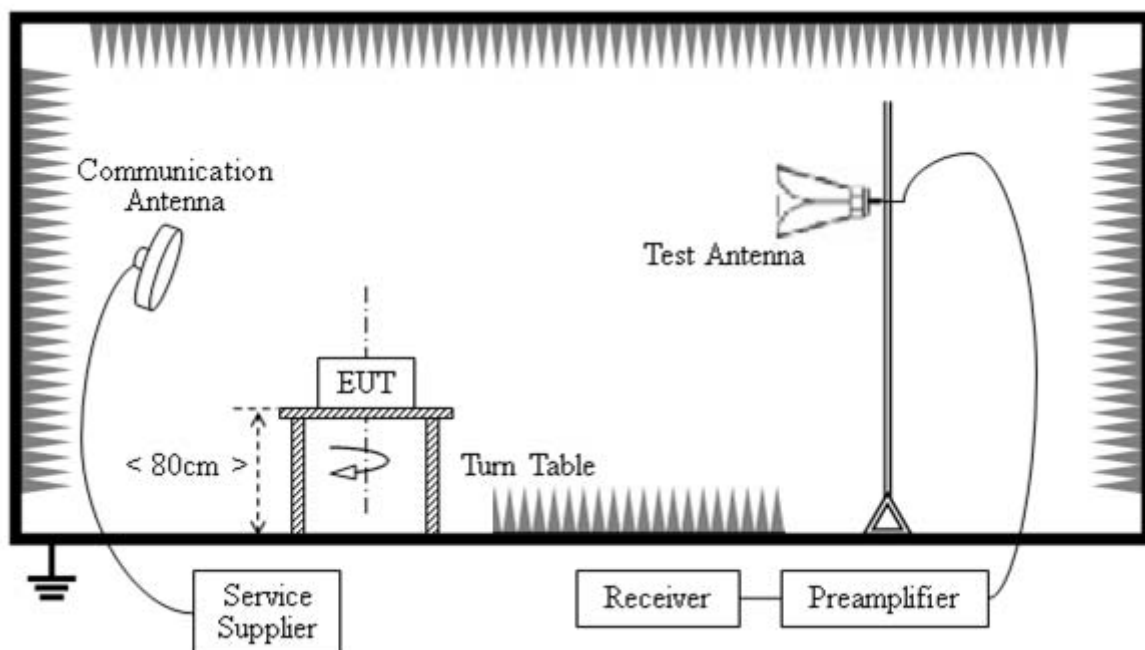 Communication
Antenna
Test Antenna
EUT
< 80cm >
Turn Table
Service
Supplier
Receiver
Preamplifier